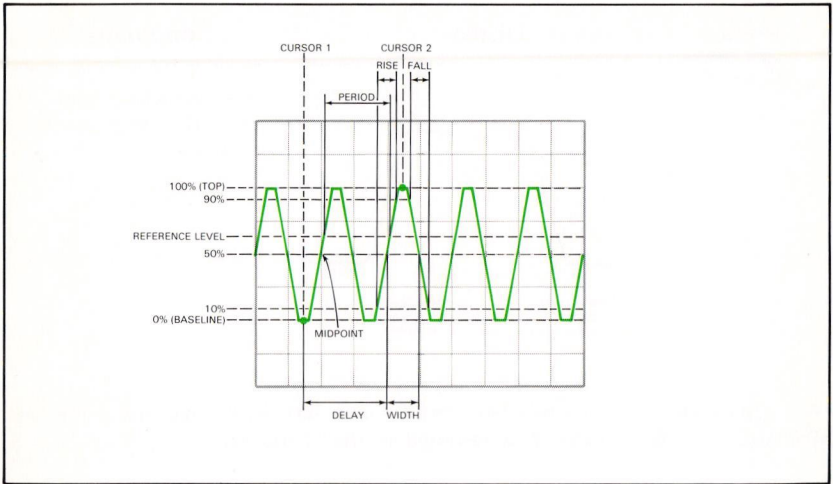 CURSOR 1 CURSOR 2
RISE FALL
PERIOD
100% (TOP)
90%
REFERENCE LEVEL
50%
10%
0% (BASELINE)
MIDPOINT
DELAY WIDTH